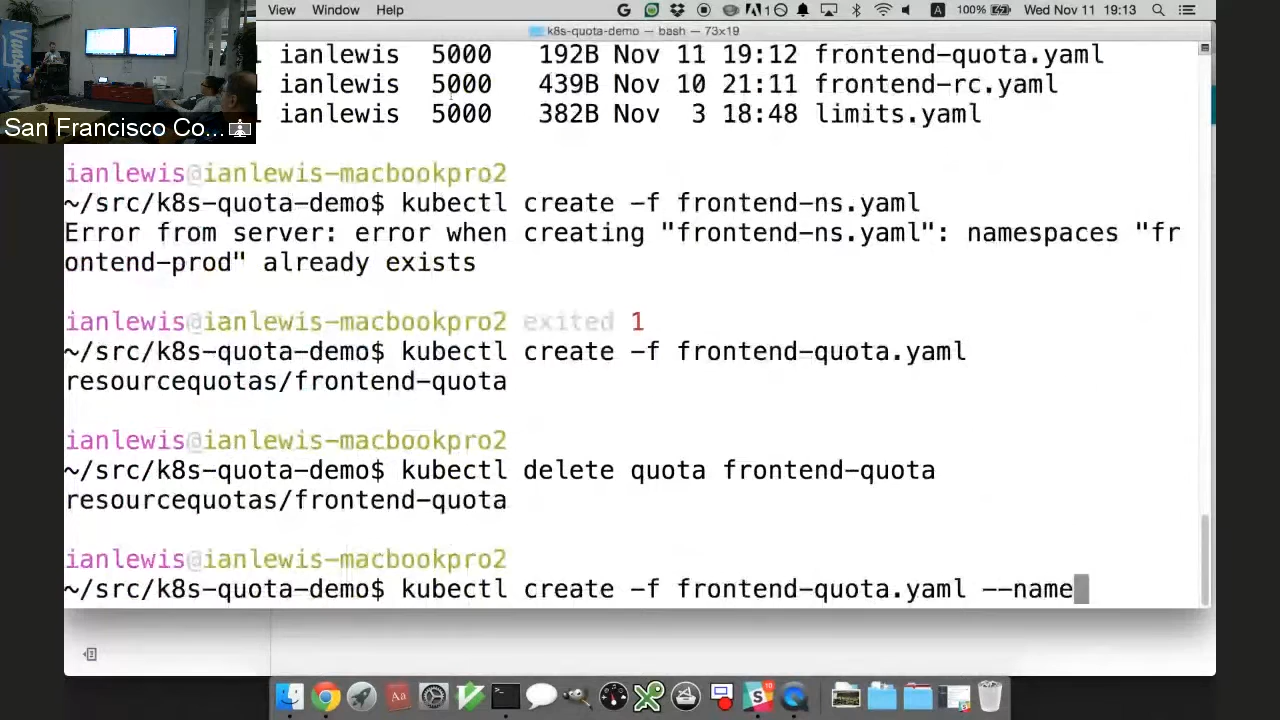 View Window Help
1
100%
Wed Nov 11 19:13
k8s-quota-demo — bash — 73×19
ianlewis 5000 192B Nov 11 19:12 frontend-quota.yaml
ianlewis 5000 439B Nov 10 21:11 frontend-rc.yaml
ianlewis 5000 382B Nov 3 18:48 limits.yaml
San Francisco Co...
ianlewis@ianlewis-macbookpro2
~/src/k8s-quota-demo$ kubectl create -f frontend-ns.yaml
Error from server: error when creating "frontend-ns.yaml": namespaces "fr
ontend-prod" already exists
ianlewis@ianlewis-macbookpro2 exited 1
~/src/k8s-quota-demo$ kubectl create -f frontend-quota.yaml
resourcequotas/frontend-quota
ianlewis@ianlewis-macbookpro2
~/src/k8s-quota-demo$ kubectl delete quota frontend-quota
resourcequotas/frontend-quota
ianlewis@ianlewis-macbookpro2
~/src/k8s-quota-demo$ kubectl create -f frontend-quota.yaml --name